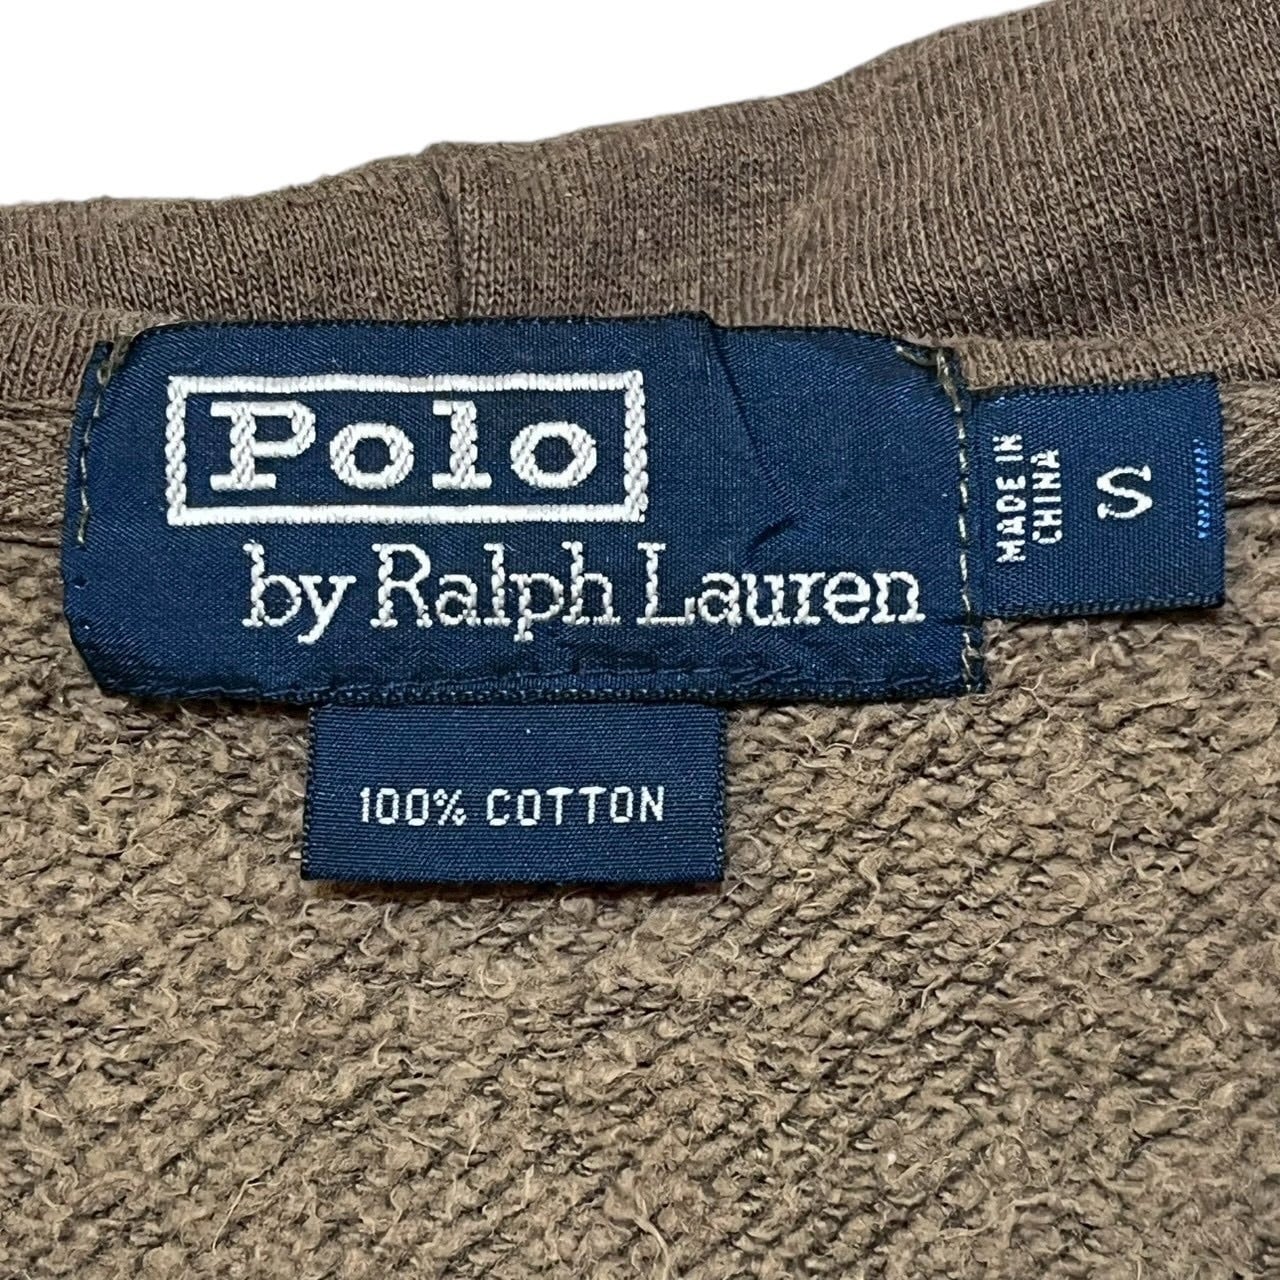 Polo
by Ralph Lauren
MADE IN
CHINA
S
100% COTTON